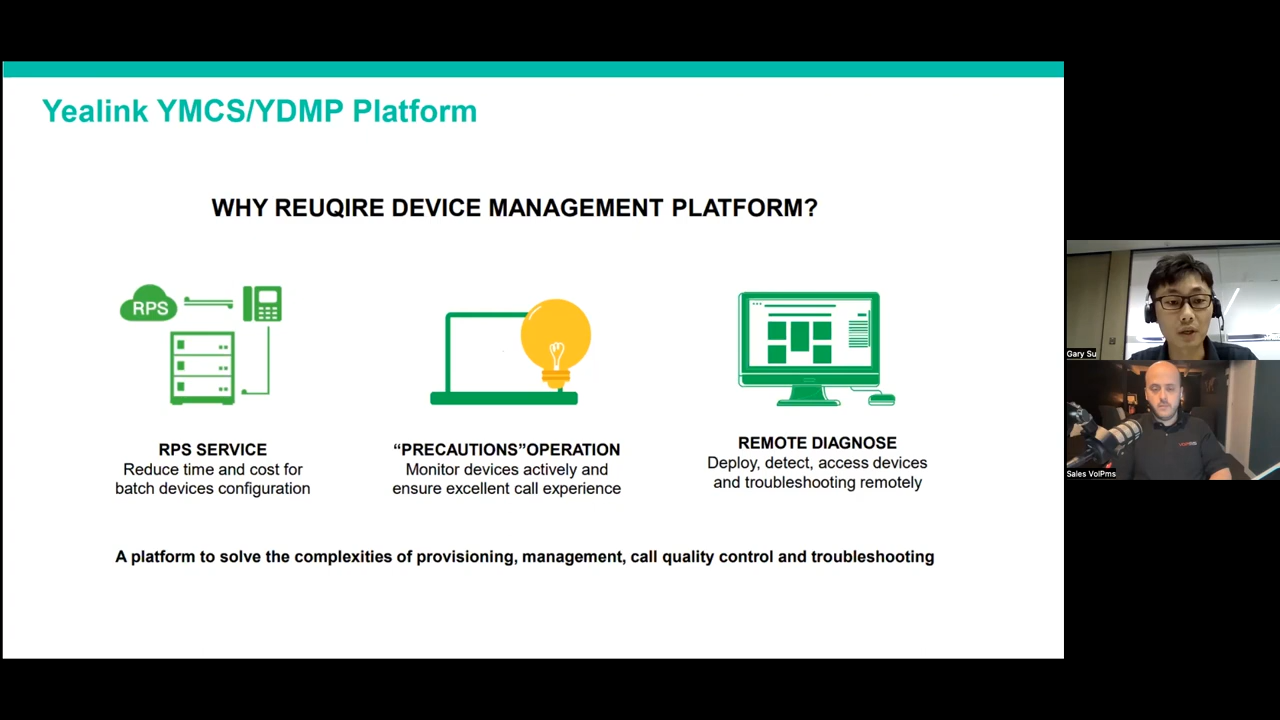 Yealink YMCS/YDMP Platform
WHY REUQIRE DEVICE MANAGEMENT PLATFORM?
RPS
RPS SERVICE
Reduce time and cost for
batch devices configuration
“PRECAUTIONS”OPERATION
Monitor devices actively and
ensure excellent call experience
REMOTE DIAGNOSE
Deploy, detect, access devices
and troubleshooting remotely
A platform to solve the complexities of provisioning, management, call quality control and troubleshooting
Gary Su
Sales VoIPms